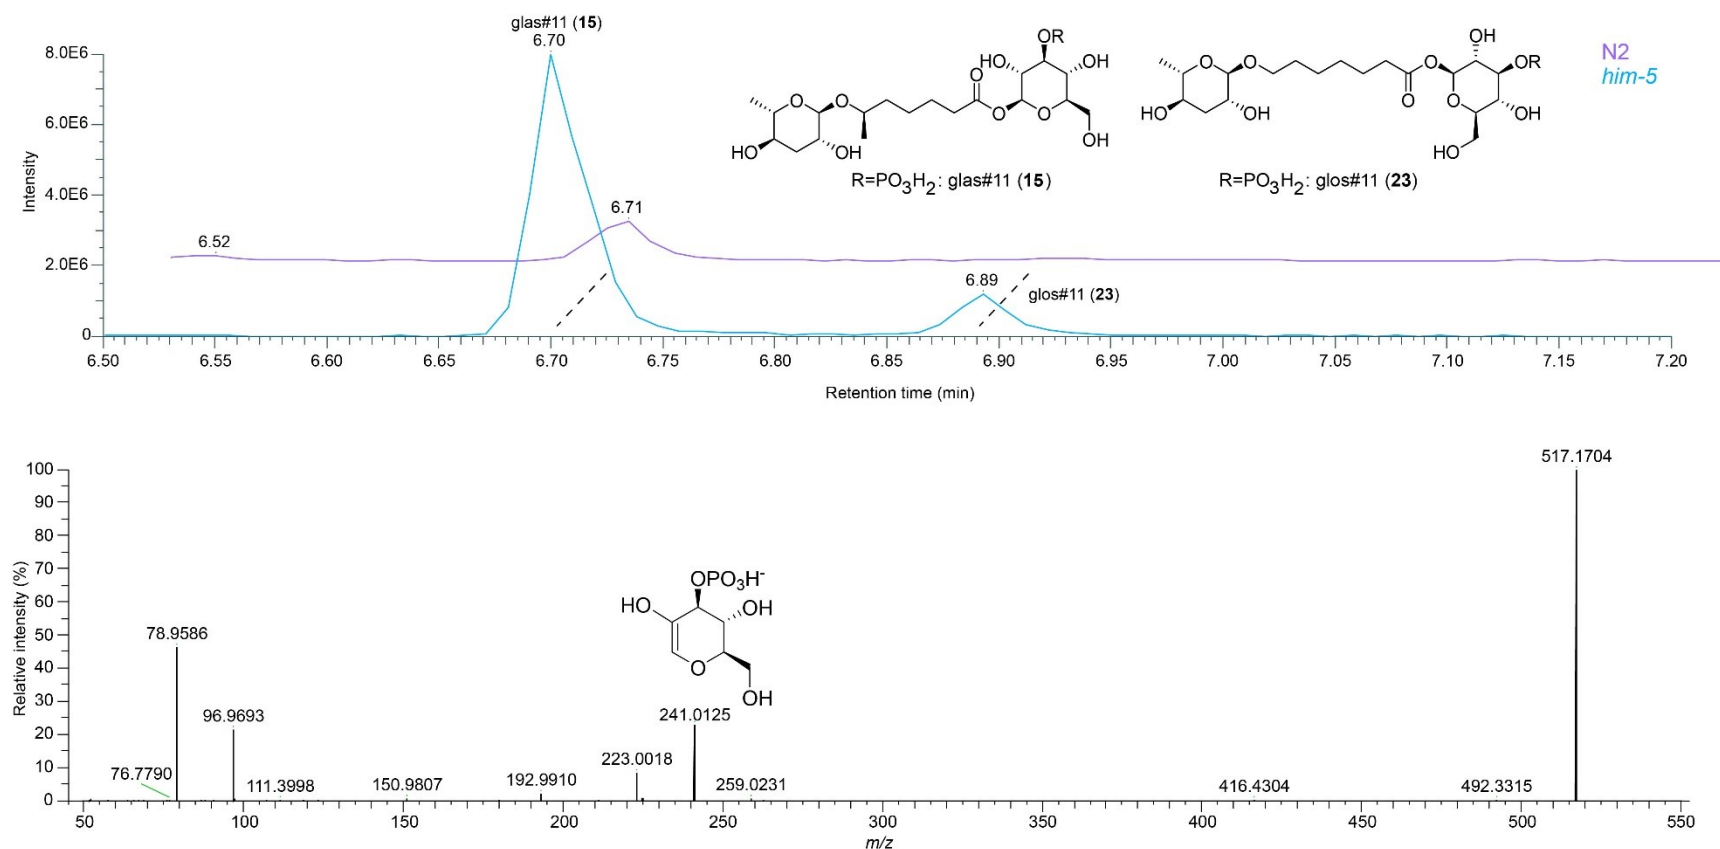 glas#11 (15)
6.70
N2
him-5
8.0E6
6.0E6
4.0E6
2.0E6
0
Intensity
6.52
6.71
6.89
glos#11 (23)
OR
HO
OH
O
O
O
O
O
HO
OH
OH
R=PO3H2: glas#11 (15)
OH
OR
O
O
O
O
O
HO
OH
OH
HO
R=PO3H2: glos#11 (23)
6.50 6.55 6.60 6.65 6.70 6.75 6.80 6.85 6.90 6.95 7.00 7.05 7.10 7.15 7.20
Retention time (min)
100
90
80
70
60
50
40
30
20
10
0
Relative intensity (%)
517.1704
OPO3H-
HO
OH
O
OH
78.9586
96.9693
241.0125
223.0018
76.7790
111.3998
150.9807
192.9910
259.0231
416.4304
492.3315
50 100 150 200 250 300 350 400 450 500 550
m/z